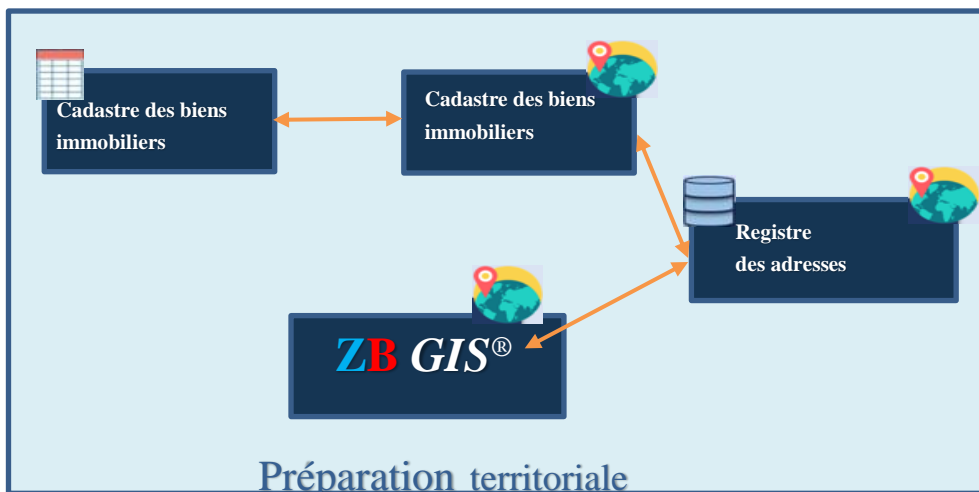 Cadastre des biens
immobiliers
Cadastre des biens
immobiliers
Registre
des adresses
ZB GIS®
Préparation territoriale